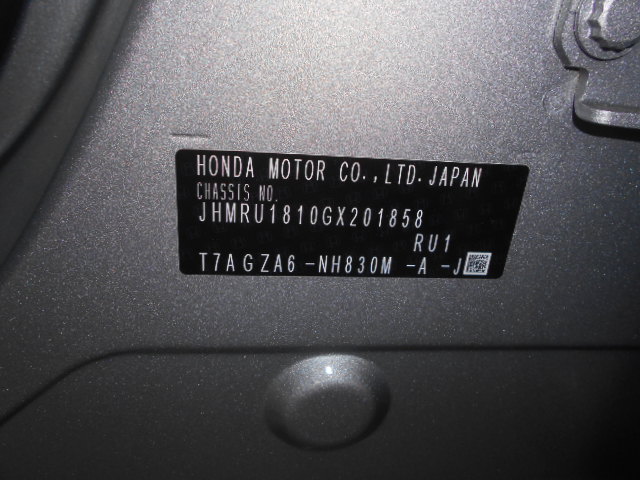 HONDA MOTOR CO.,LTD.JAPAN
CHASSIS NO.
JHMRU1810GX201858
RU1
T7AGZA6-NH830M -A -J